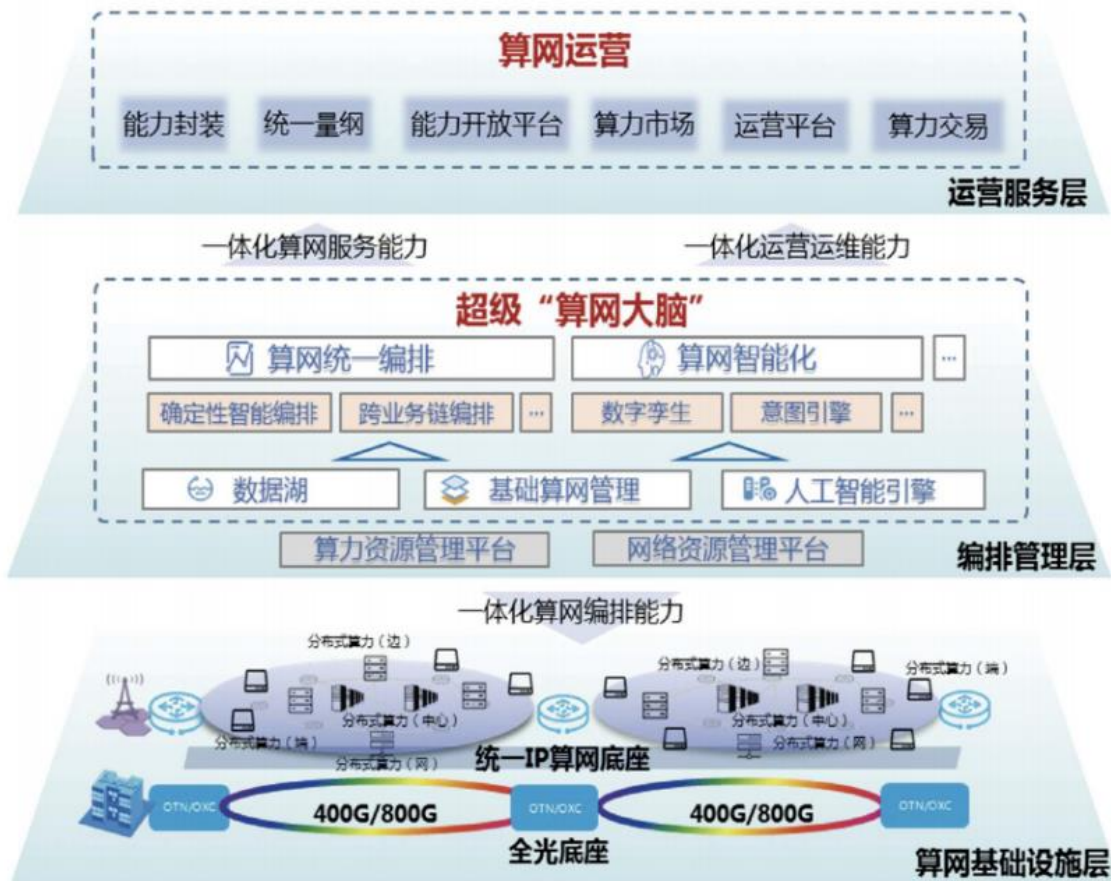 算网运营
能力封装 统一量纲 能力开放平台 算力市场 运营平台 算力交易
运营服务层
一体化算网服务能力 一体化运营运维能力
超级“算网大脑”
算网统一编排 算网智能化 ...
确定性智能编排 跨业务链编排 ... 数字孪生 意图引擎 ...
数据湖 基础算网管理 人工智能引擎
算力资源管理平台 网络资源管理平台
编排管理层
一体化算网编排能力
分布式算力（边） 分布式算力（边） 分布式算力（端）
分布式算力（中心） 分布式算力（中心）
分布式算力（端） 分布式算力（网）
分布式算力（网） 统一IP算网底座
OTN/OXC 400G/800G OTN/OXC 400G/800G OTN/OXC
全光底座
算网基础设施层